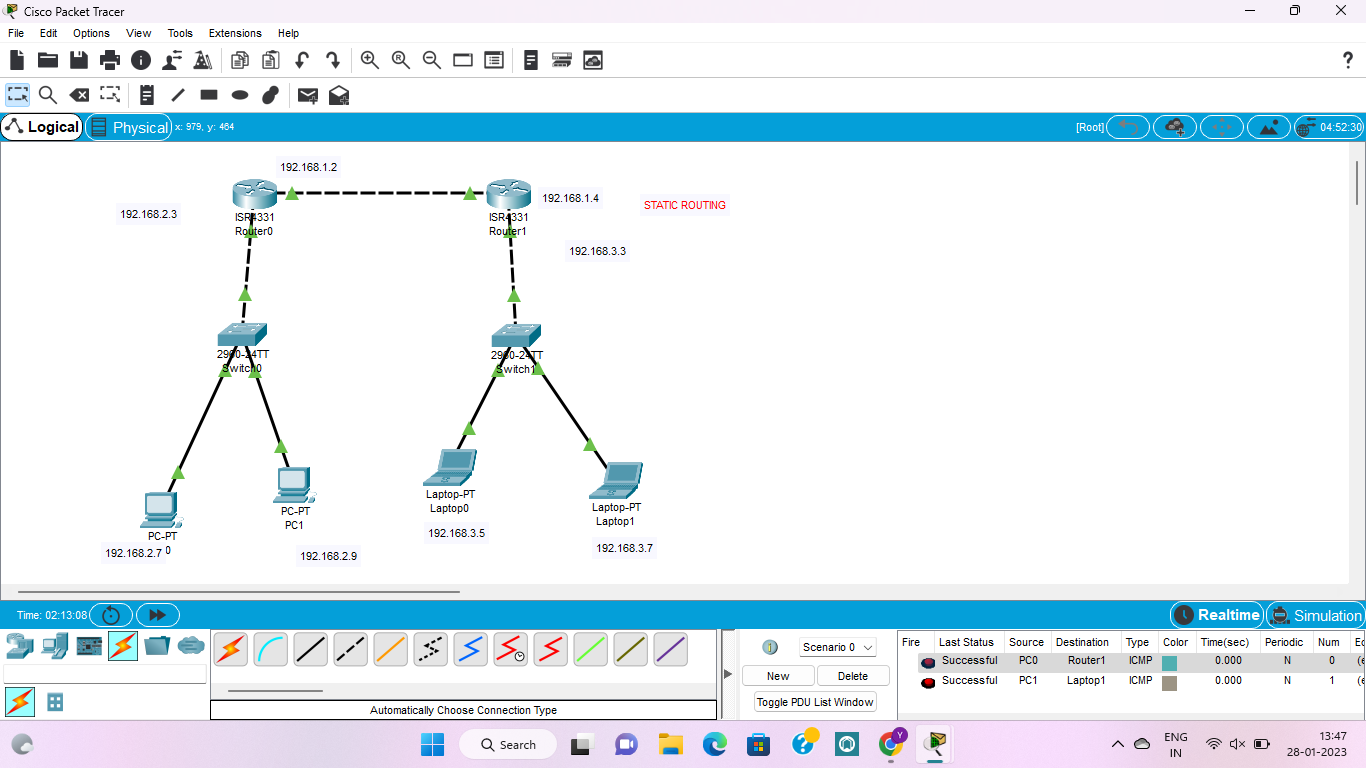 Cisco Packet Tracer
File Edit Options View Tools Extensions Help
Logical Physical x: 979, y: 464 [Root] 04:52:30
192.168.1.2
192.168.2.3
ISR4331
Router0
ISR4331
Router1
192.168.1.4
STATIC ROUTING
192.168.3.3
2960-24TT
Switch0
2960-24TT
Switch1
PC-PT
0
192.168.2.7
PC-PT
PC1
192.168.2.9
Laptop-PT
Laptop0
192.168.3.5
Laptop-PT
Laptop1
192.168.3.7
Time: 02:13:08 Realtime Simulation
Automatically Choose Connection Type
Scenario 0
New Delete
Toggle PDU List Window
Fire Last Status Source Destination Type Color Time(sec) Periodic Num
Successful PC0 Router1 ICMP 0.000 N 0
Successful PC1 Laptop1 ICMP 0.000 N 1
Search
ENG
IN
13:47
28-01-2023